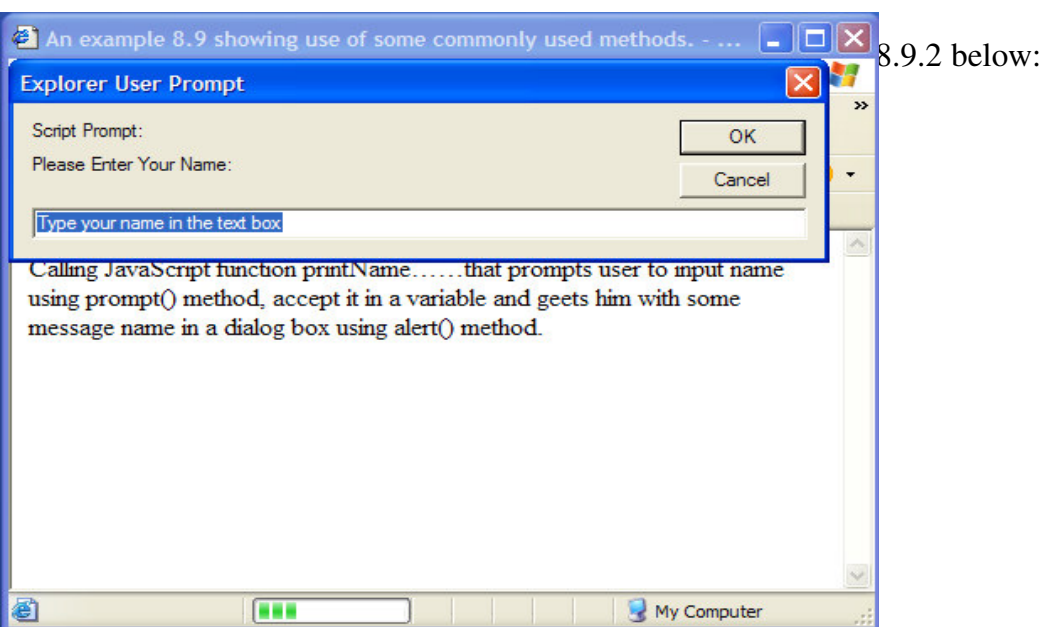 An example 8.9 showing use of some commonly used methods. - ...
8.9.2 below:
Explorer User Prompt
»
Script Prompt:
OK
Please Enter Your Name:
Cancel
Type your name in the text box
Calling JavaScript function printName……that prompts user to input name
using prompt() method, accept it in a variable and geets him with some
message name in a dialog box using alert() method.
My Computer